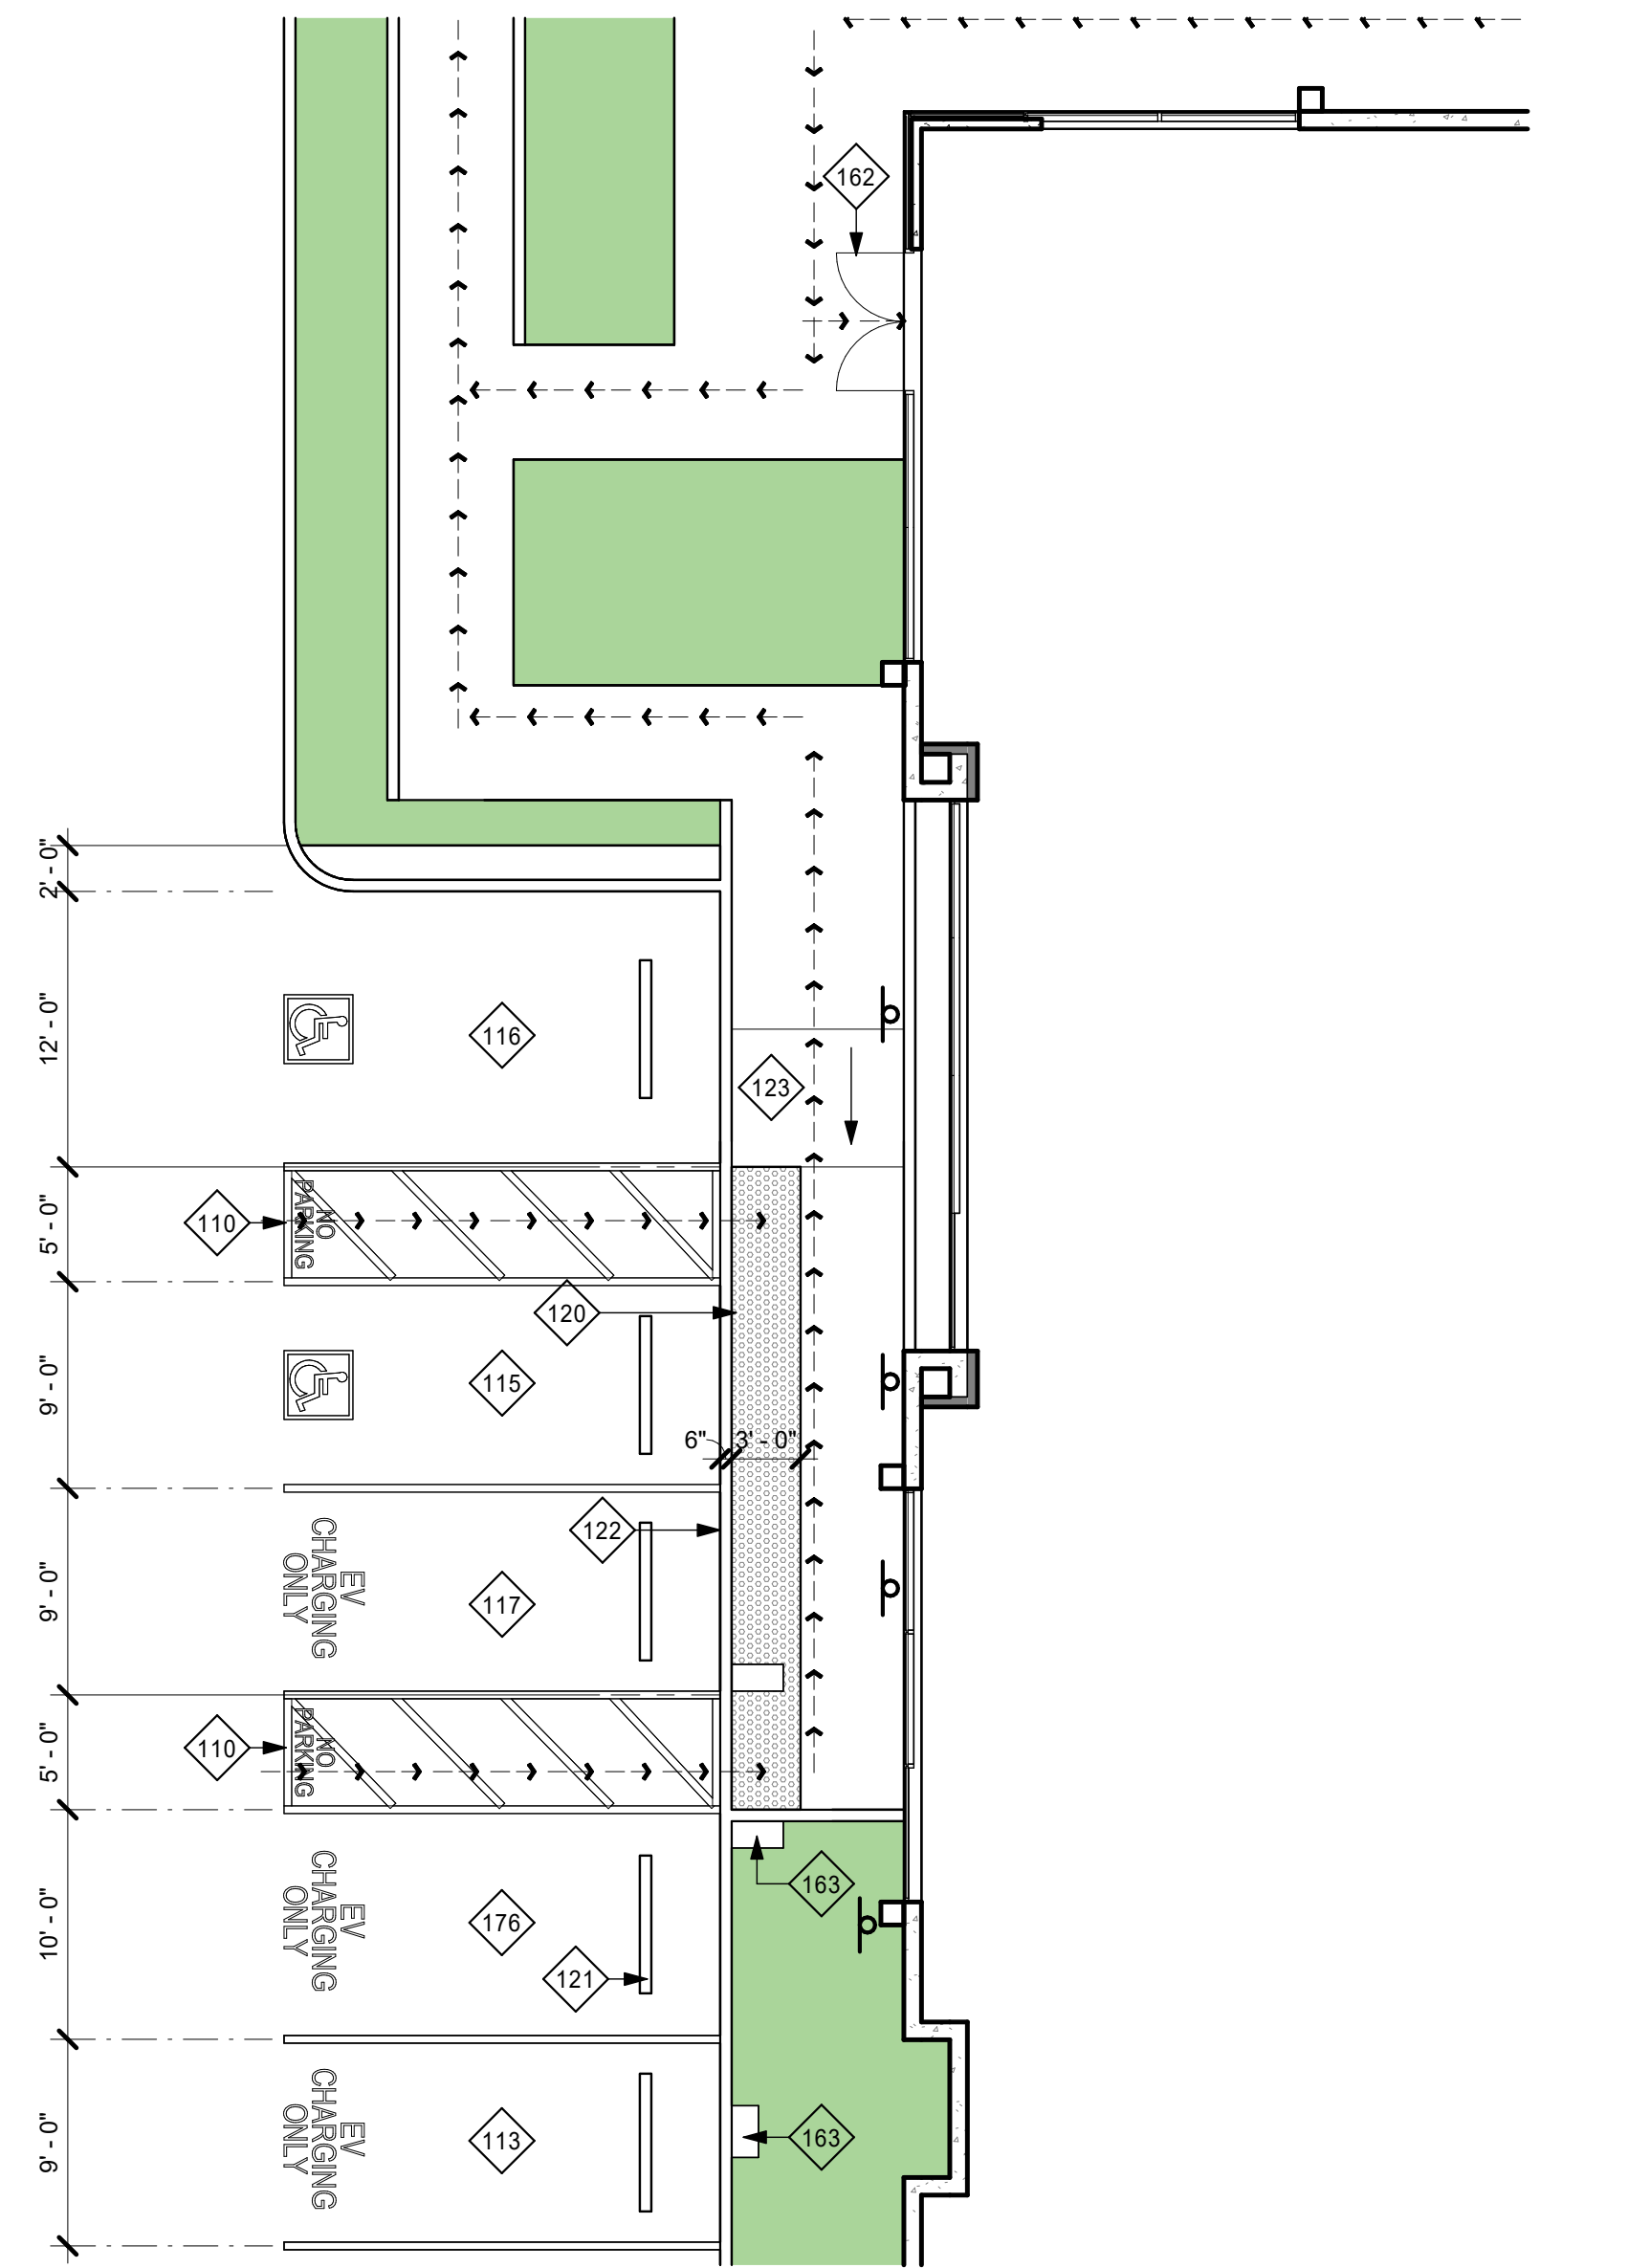 162
2' - 0"
12' - 0"
116
123
5' - 0"
110
NO
PARKING
120
9' - 0"
115
6"
3' - 0"
122
9' - 0"
EV
CHARGING
ONLY
117
5' - 0"
110
NO
PARKING
163
10' - 0"
EV
CHARGING
ONLY
176
121
9' - 0"
EV
CHARGING
ONLY
113
163